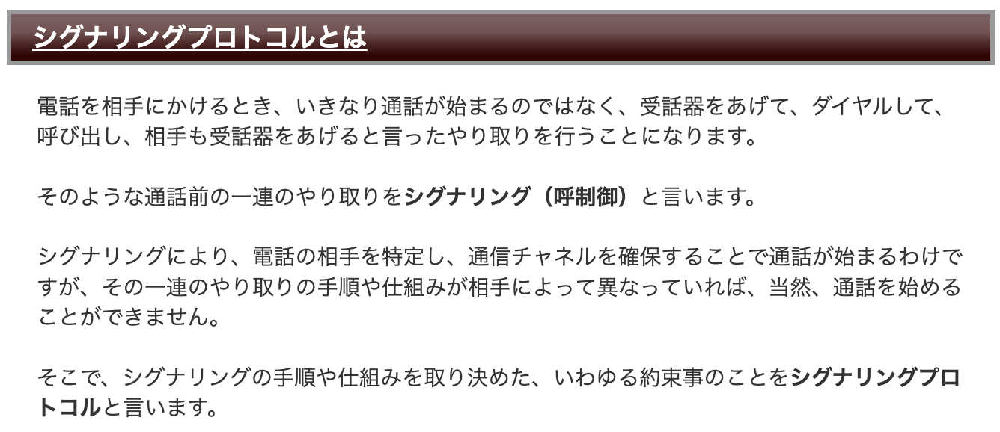 シグナリングプロトコルとは
電話を相手にかけるとき、いきなり通話が始まるのではなく、受話器をあげて、ダイヤルして、
呼び出し、相手も受話器をあげると言ったやり取りを行うことになります。
そのような通話前の一連のやり取りをシグナリング（呼制御）と言います。
シグナリングにより、電話の相手を特定し、通信チャネルを確保することで通話が始まるわけで
すが、その一連のやり取りの手順や仕組みが相手によって異なっていれば、当然、通話を始める
ことができません。
そこで、シグナリングの手順や仕組みを取り決めた、いわゆる約束事のことをシグナリングプロ
トコルと言います。